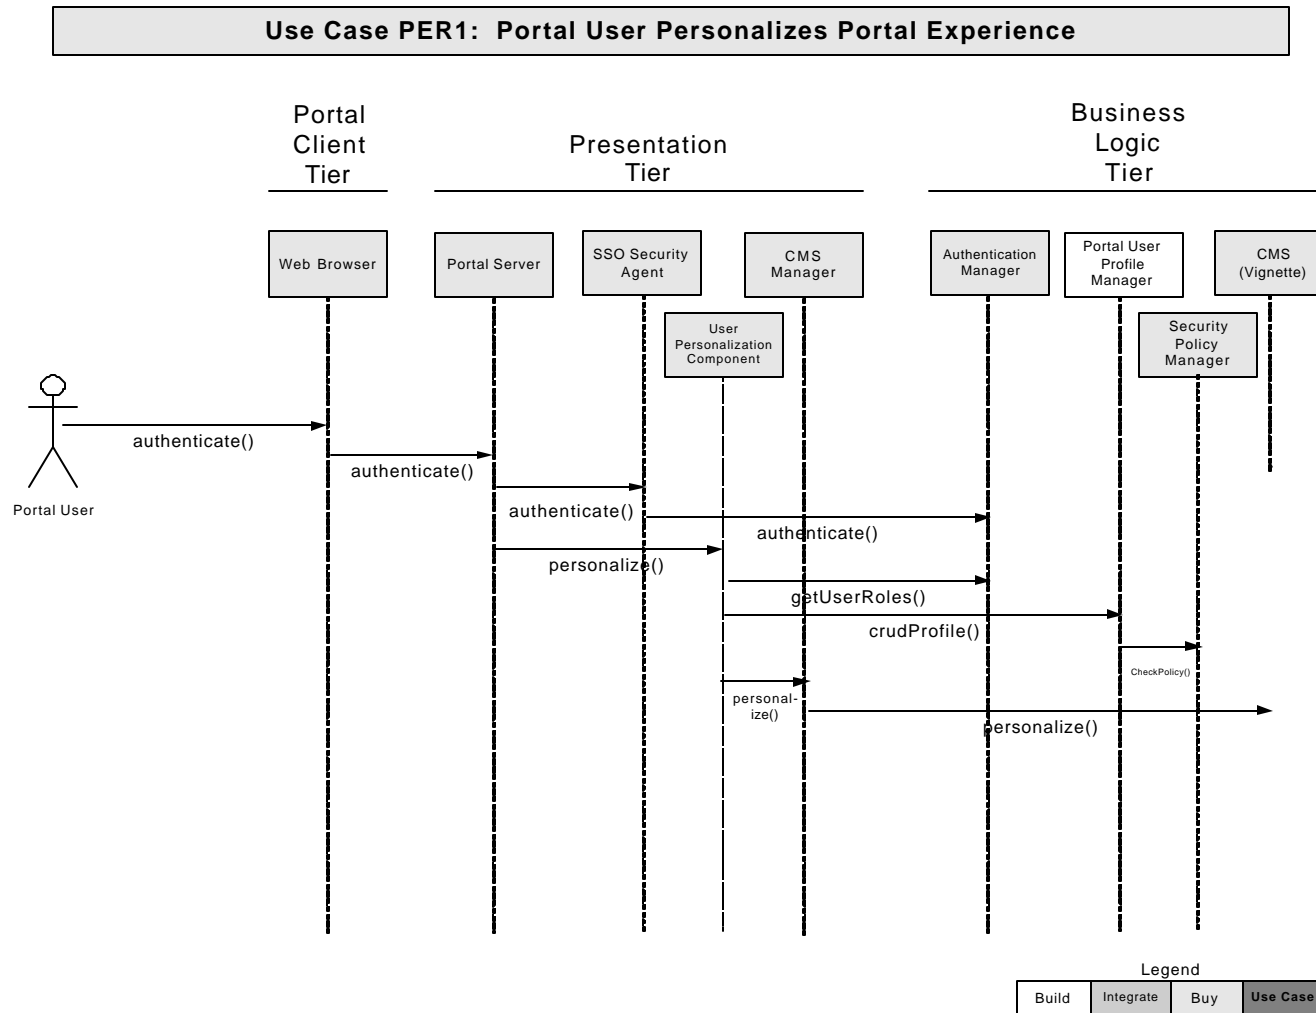 Use Case PER1: Portal User Personalizes Portal Experience
Portal
Client
Tier
Presentation
Tier
Business
Logic
Tier
Web Browser
Portal Server
SSO Security
Agent
CMS
Manager
Authentication
Manager
Portal User
Profile
Manager
CMS
(Vignette)
User
Personalization
Component
Security
Policy
Manager
authenticate()
Portal User
authenticate()
authenticate()
authenticate()
personalize()
getUserRoles()
crudProfile()
CheckPolicy()
personal-
ize()
personalize()
Legend
Build
Integrate
Buy
Use Case